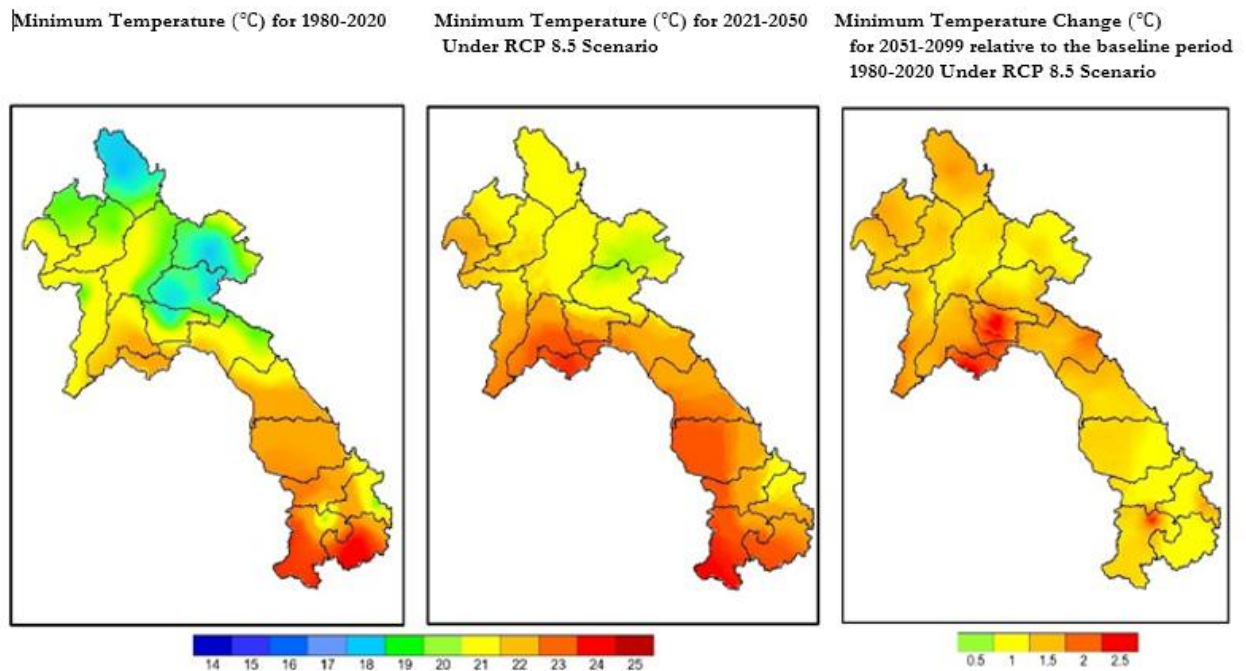 Minimum Temperature (℃) for 1980-2020
Minimum Temperature (℃) for 2021-2050
Under RCP 8.5 Scenario
Minimum Temperature Change (℃)
for 2051-2099 relative to the baseline period
1980-2020 Under RCP 8.5 Scenario
14 15 16 17 18 19 20 21 22 23 24 25
0.5 1 1.5 2 2.5